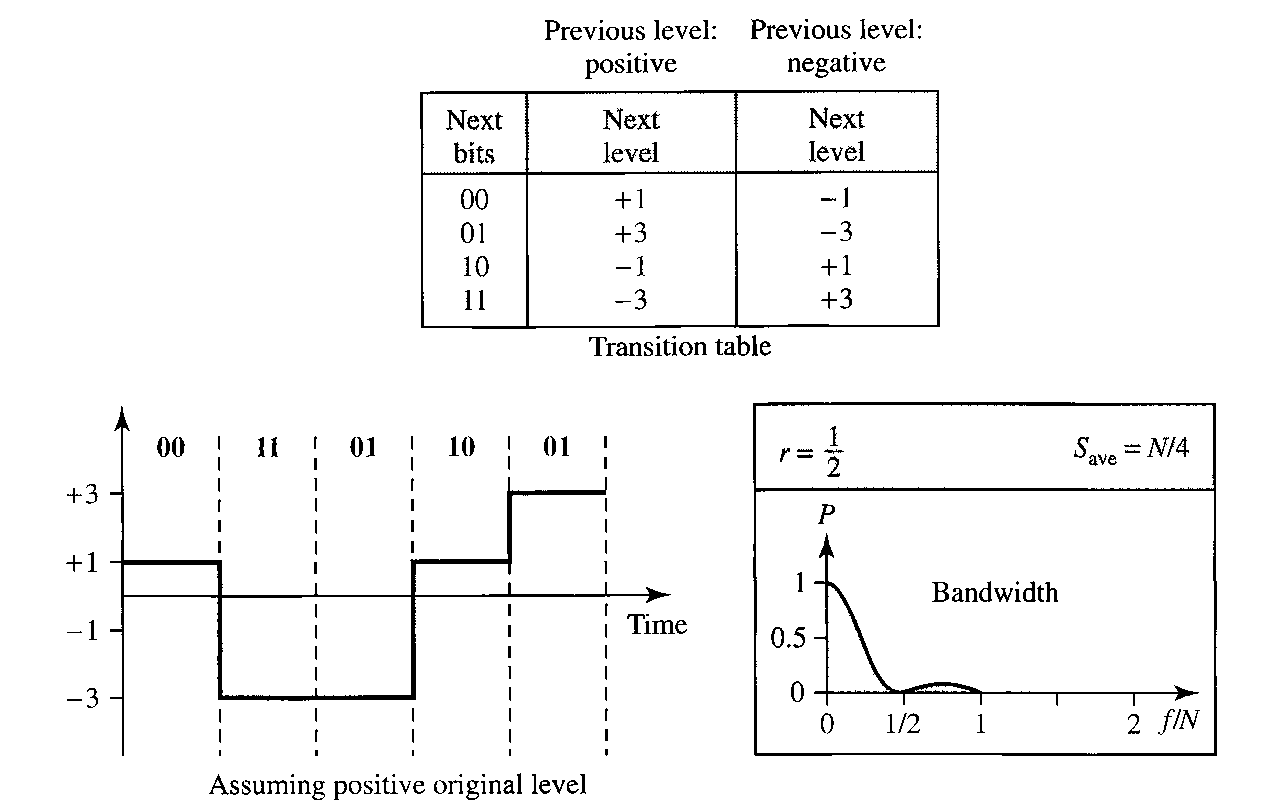 Previous level: Previous level:
positive negative
Next Next Next
bits level level
00 +1 −1
01 +3 −3
10 −1 +1
11 −3 +3
Transition table
00 11 01 10 01
+3
+1
−1
−3
Time
Assuming positive original level
r = 1/2 S_ave = N/4
P
1
Bandwidth
0.5
0
0 1/2 1 2 f/N